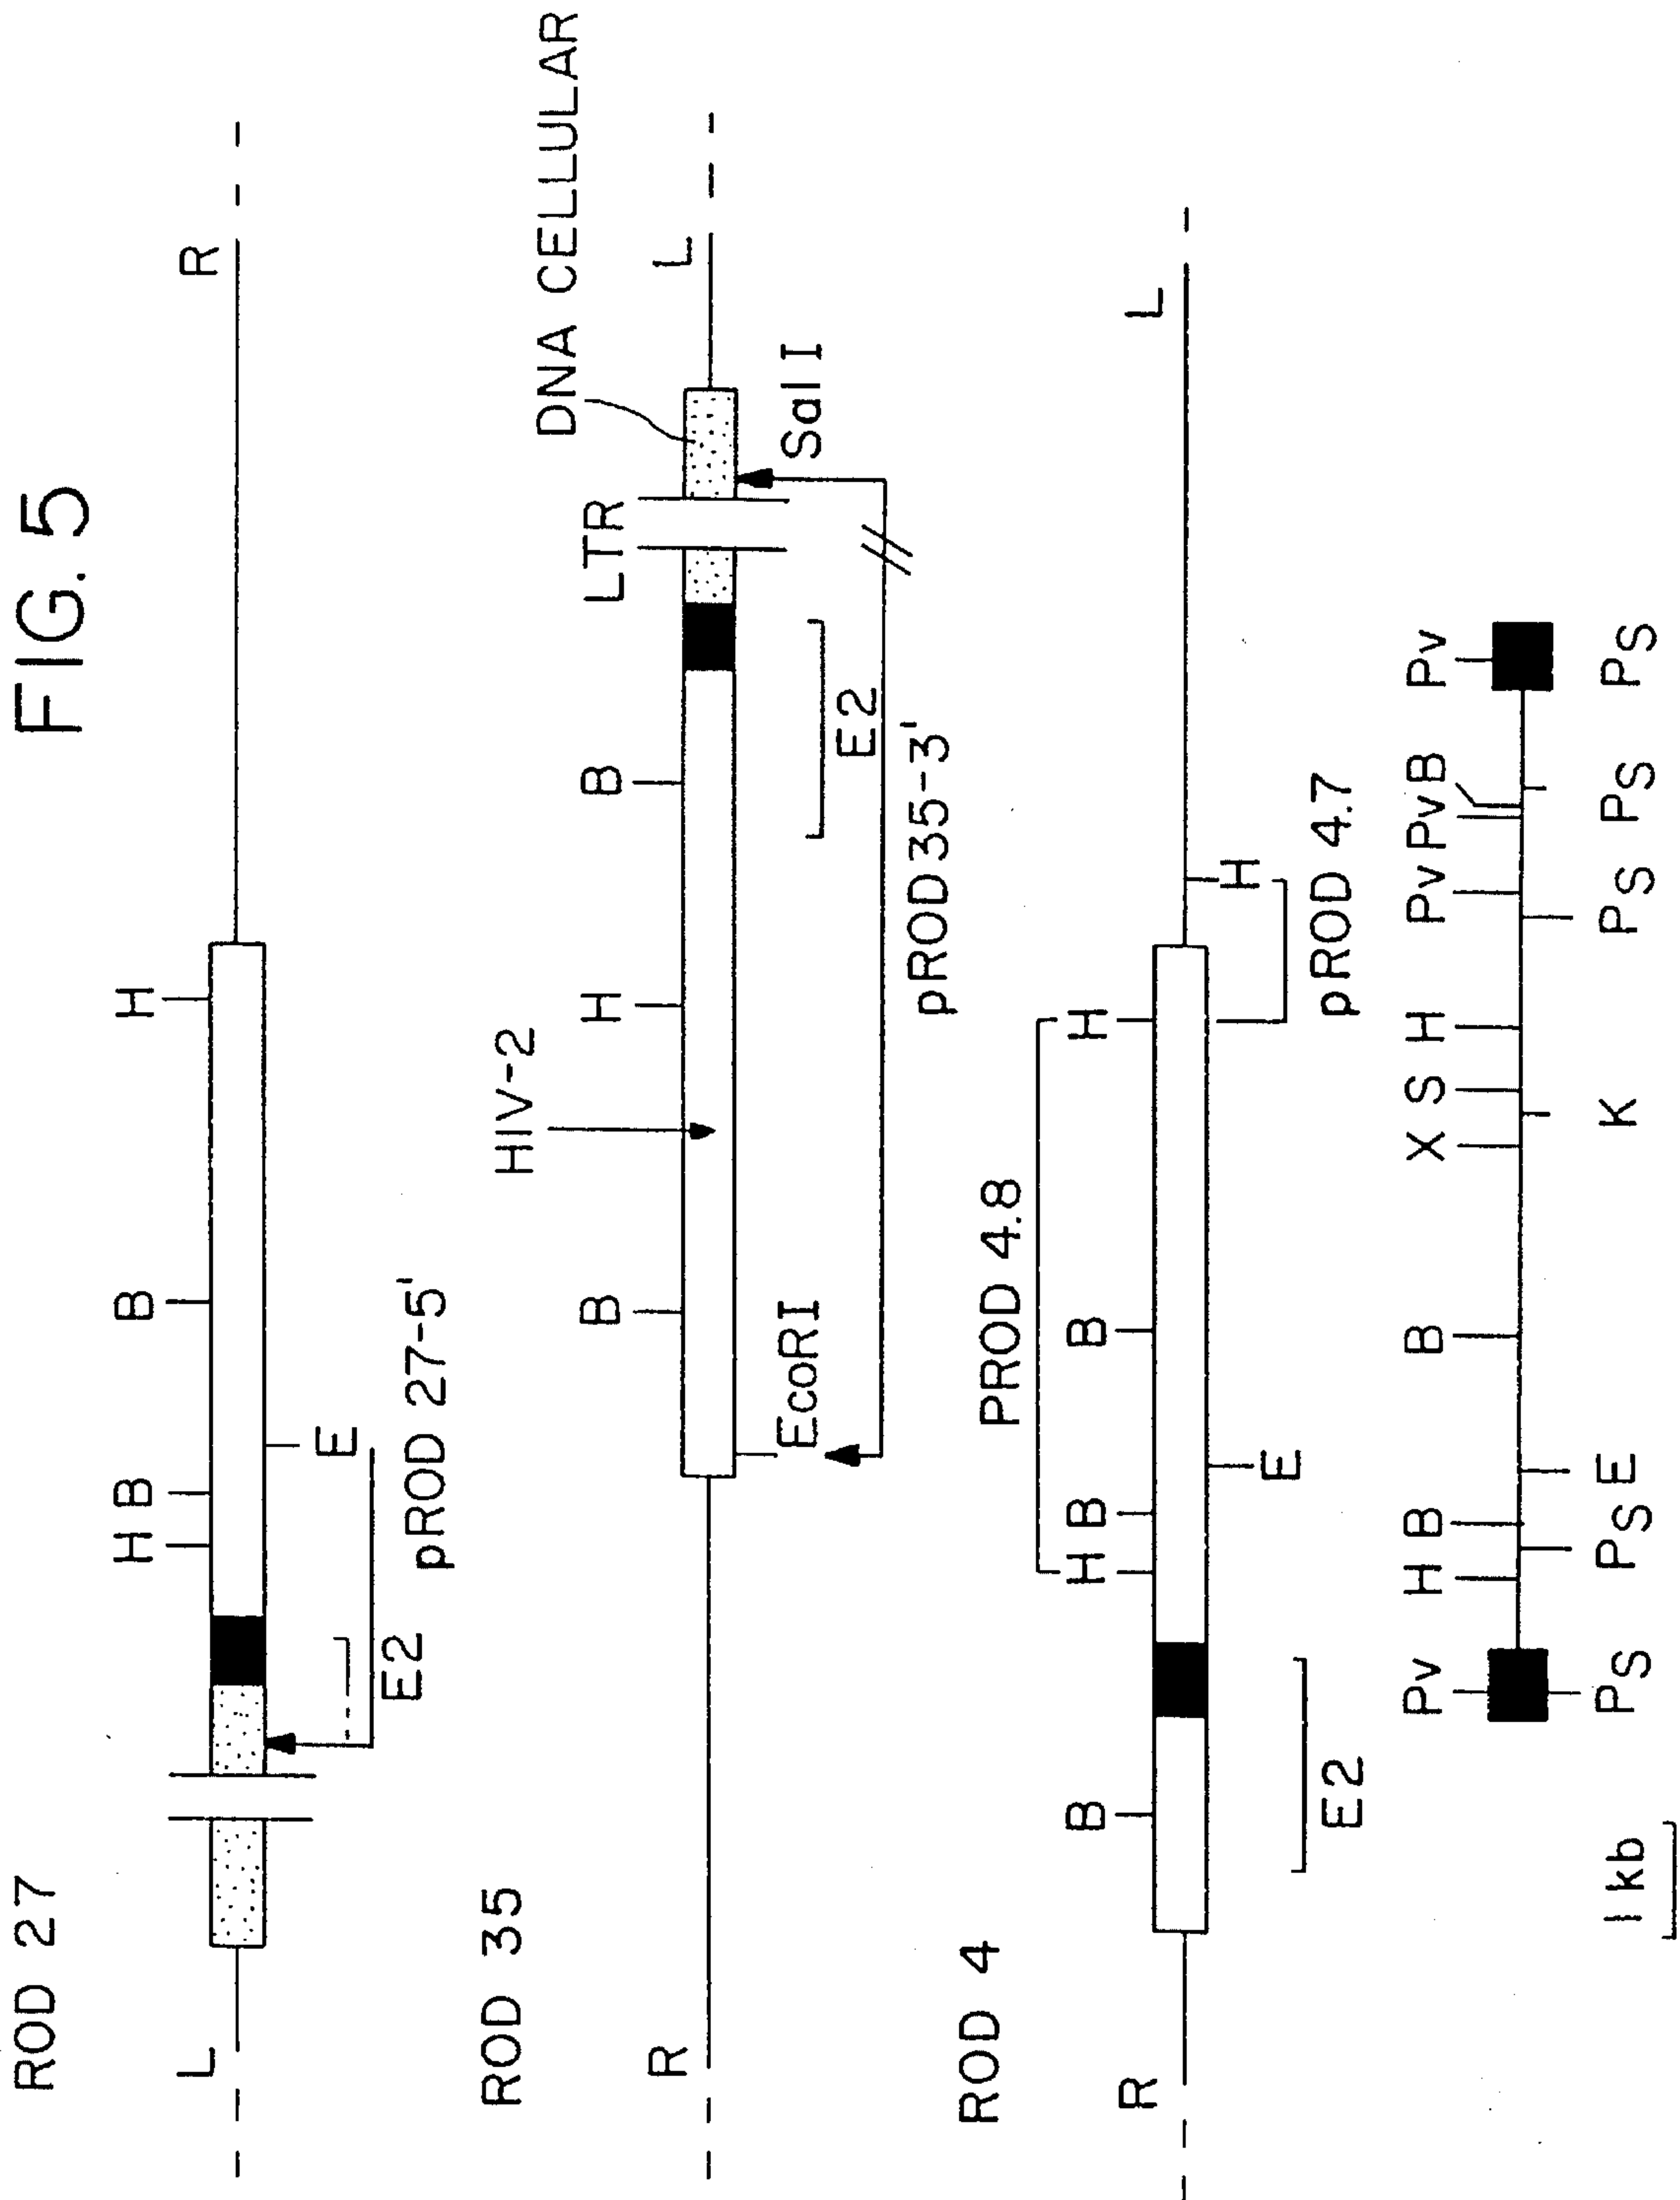 FIG. 5
ROD 27
L
R
H B B H
E
E2
pROD 27-5'
ROD 35
DNA CELLULAR
HIV-2
LTR
R
L
B H B
EcoRI
Sal I
E2
pROD35-3'
ROD 4
PROD 4.8
R
L
B H B B H
E
H
E2
pROD 4.7
Pv H B B X S H Pv Pv B Pv
Ps Ps E K Ps Ps Ps
1 kb